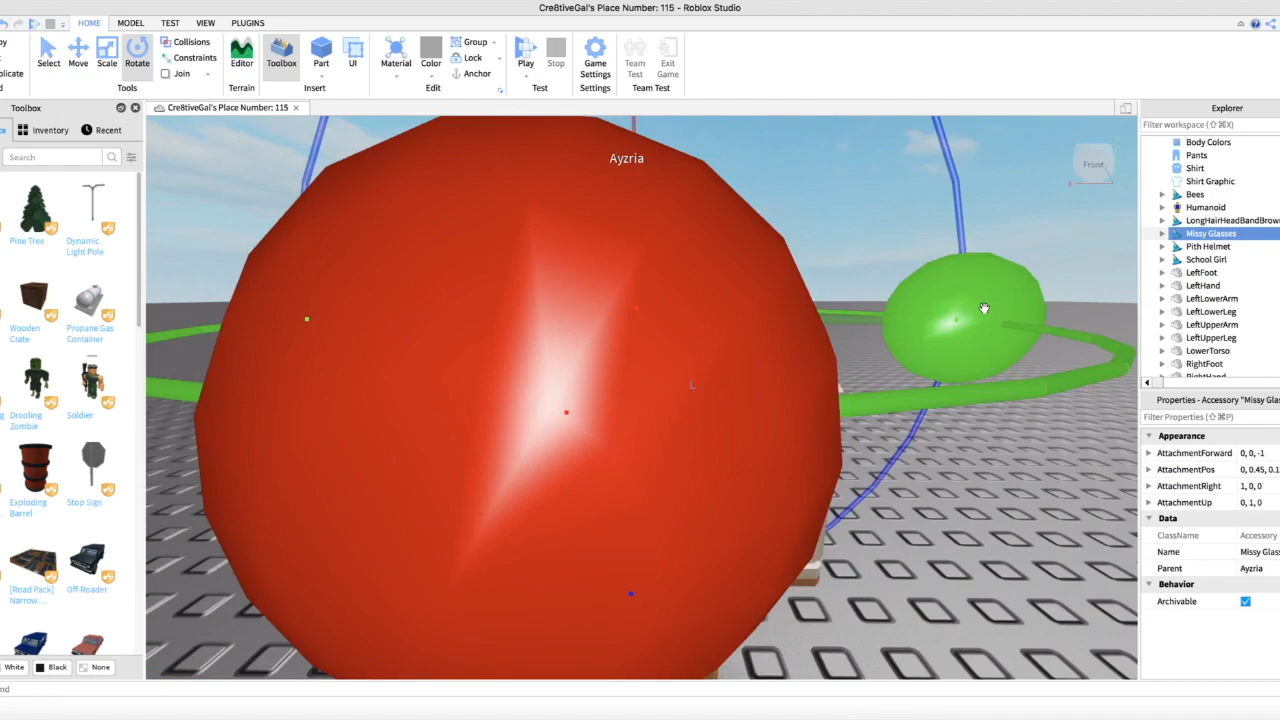 Cre8tiveGal's Place Number: 115 - Roblox Studio
HOME MODEL TEST VIEW PLUGINS
Select Move Scale Rotate
Collisions
Constraints
Join
Tools
Editor
Terrain
Toolbox Part UI
Insert
Material Color
Group
Lock
Anchor
Edit
Play Stop
Test
Game Settings
Settings
Team Test
Exit Game
Team Test
Toolbox
Inventory Recent
Search
Pine Tree
Dynamic Light Pole
Wooden Crate
Propane Gas Container
Drooling Zombie
Soldier
Exploding Barrel
Stop Sign
[Road Pack] Narrow...
Off-Roader
White Black None
Cre8tiveGal's Place Number: 115
Ayzria
Front
X
L
Explorer
Filter workspace (⇧⌘X)
Body Colors
Pants
Shirt
Shirt Graphic
Bees
Humanoid
LongHairHeadBandBrow
Missy Glasses
Pith Helmet
School Girl
LeftFoot
LeftHand
LeftLowerArm
LeftLowerLeg
LeftUpperArm
LeftUpperLeg
LowerTorso
RightFoot
RightHand
Properties - Accessory "Missy Glas
Filter Properties (⇧⌘P)
Appearance
AttachmentForward 0, 0, -1
AttachmentPos 0, 0.45, 0.1
AttachmentRight 1, 0, 0
AttachmentUp 0, 1, 0
Data
ClassName Accessory
Name Missy Glas
Parent Ayzria
Behavior
Archivable